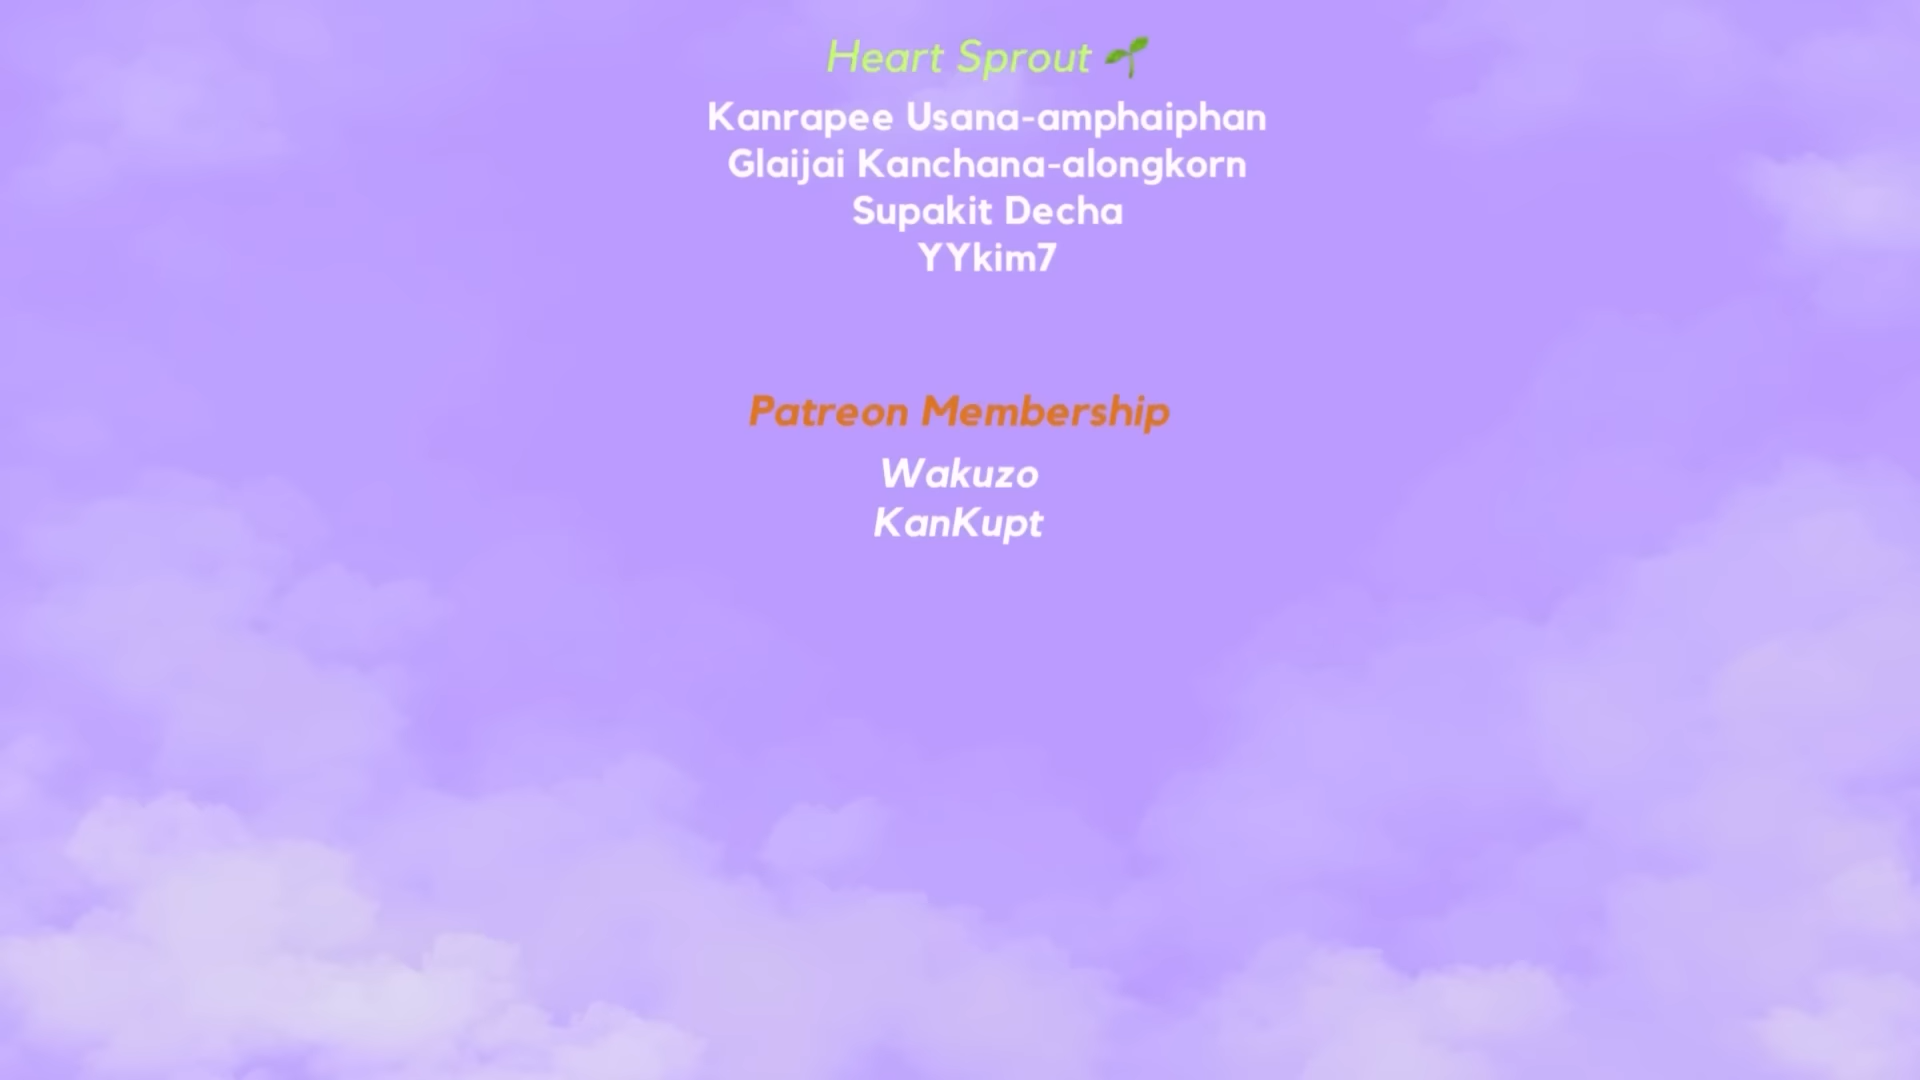 Heart Sprout 🌱
Kanrapee Usana-amphaiphan
Glaijai Kanchana-alongkorn
Supakit Decha
YYkim7
Patreon Membership
Wakuzo
KanKupt